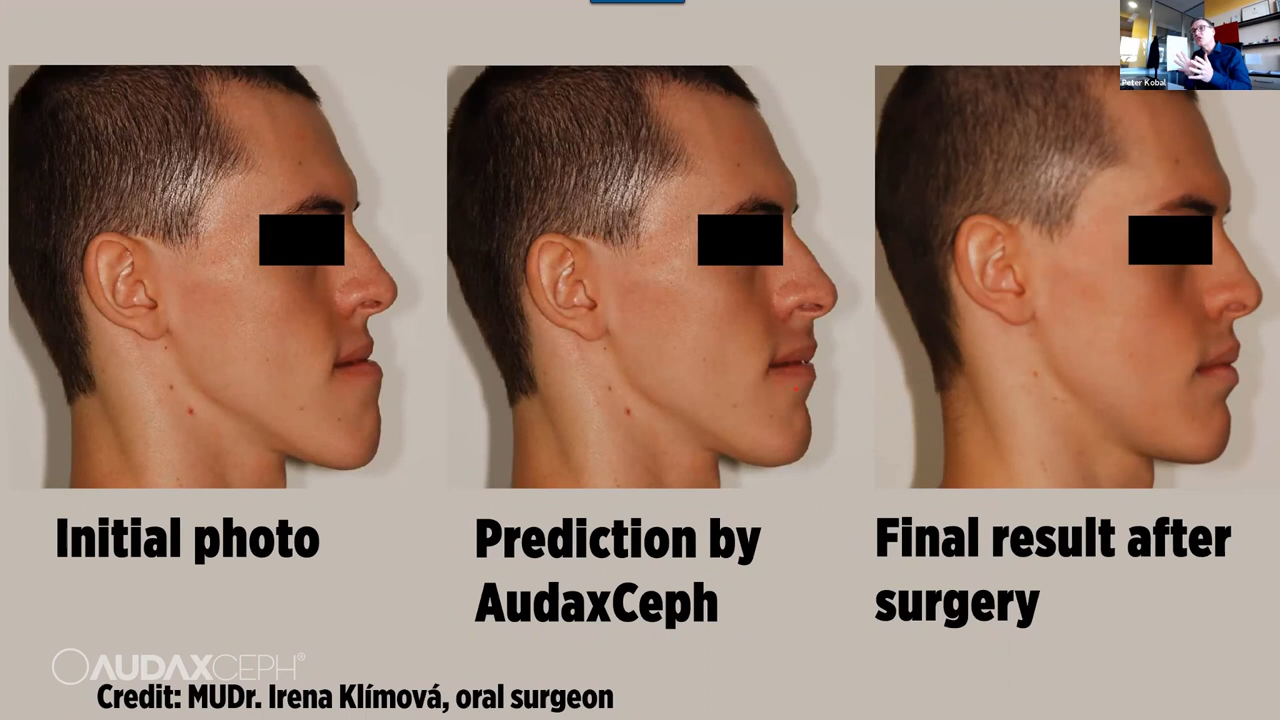 Peter Kobal
Initial photo
Prediction by
AudaxCeph
Final result after
surgery
AUDAXCEPH®
Credit: MUDr. Irena Klímová, oral surgeon